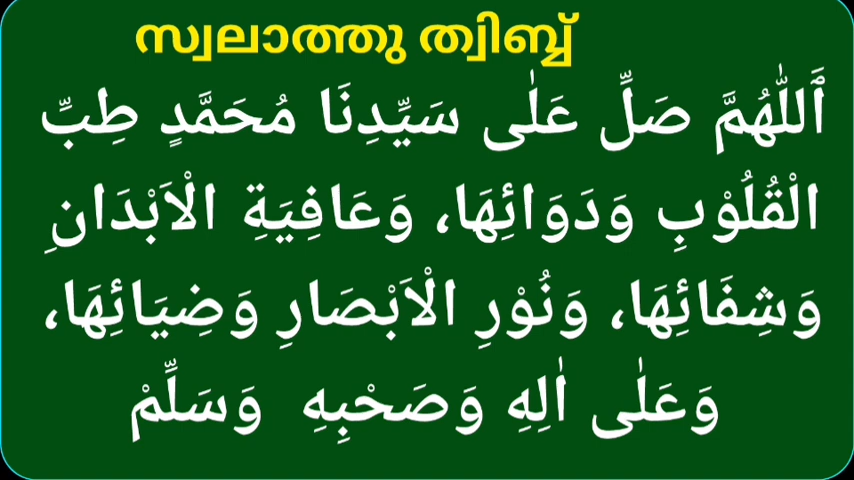 സ്വലാത്തു ത്വിബ്ബ്
اَللّٰهُمَّ صَلِّ عَلٰى سَيِّدِنَا مُحَمَّدٍ طِبِّ
الْقُلُوْبِ وَدَوَائِهَا، وَعَافِيَةِ الْاَبْدَانِ
وَشِفَائِهَا، وَنُوْرِ الْاَبْصَارِ وَضِيَائِهَا،
وَعَلٰى اٰلِهِ وَصَحْبِهِ وَسَلِّمْ